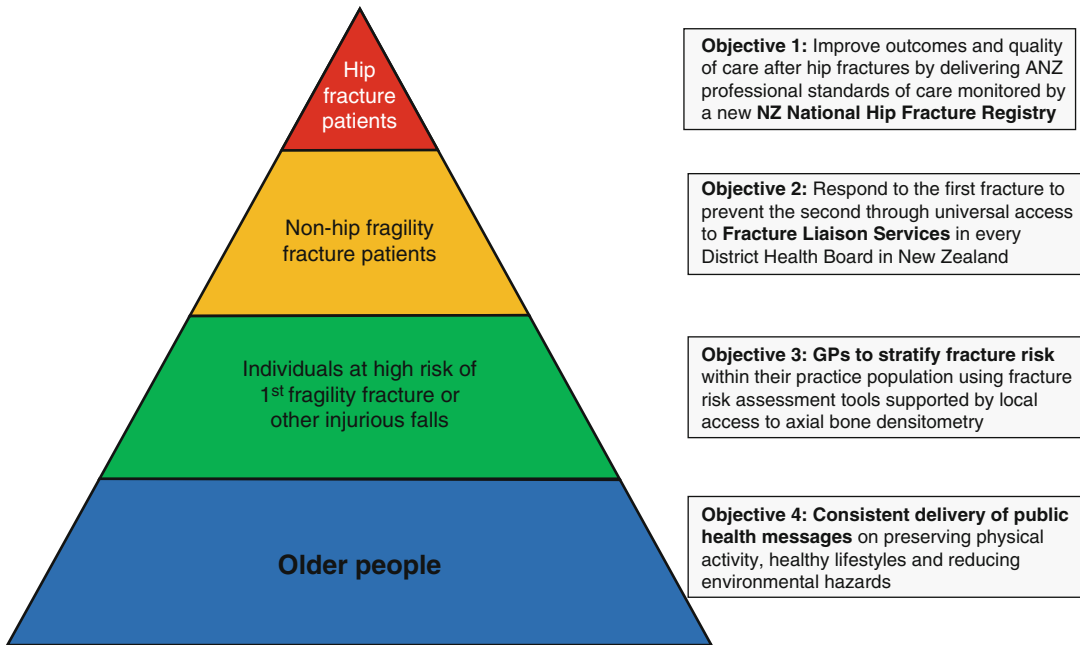 Hip
fracture
patients
Objective 1: Improve outcomes and quality
of care after hip fractures by delivering ANZ
professional standards of care monitored by
a new NZ National Hip Fracture Registry
Non-hip fragility
fracture patients
Objective 2: Respond to the first fracture to
prevent the second through universal access
to Fracture Liaison Services in every
District Health Board in New Zealand
Individuals at high risk of
1st fragility fracture or
other injurious falls
Objective 3: GPs to stratify fracture risk
within their practice population using fracture
risk assessment tools supported by local
access to axial bone densitometry
Older people
Objective 4: Consistent delivery of public
health messages on preserving physical
activity, healthy lifestyles and reducing
environmental hazards